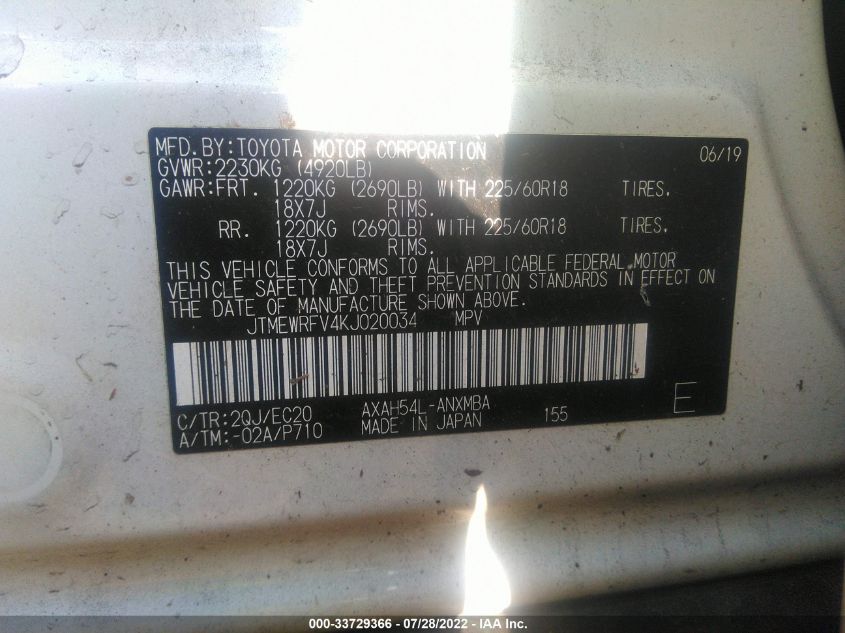 MFD.BY:TOYOTA MOTOR CORPORATION 06/19
GVWR:2230KG (4920LB)
GAWR:FRT. 1220KG (2690LB) WITH 225/60R18 TIRES,
18X7J RIMS.
RR. 1220KG (2690LB) WITH 225/60R18 TIRES,
18X7J RIMS.
THIS VEHICLE CONFORMS TO ALL APPLICABLE FEDERAL MOTOR
VEHICLE SAFETY AND THEFT PREVENTION STANDARDS IN EFFECT ON
THE DATE OF MANUFACTURE SHOWN ABOVE.
JTMEWRFV4KJ020034 MPV
C/TR:2QJ/EC20 AXAH54L-ANXMBA 155 E
A/TM:-02A/P710 MADE IN JAPAN
000-33729366 - 07/28/2022 - IAA Inc.